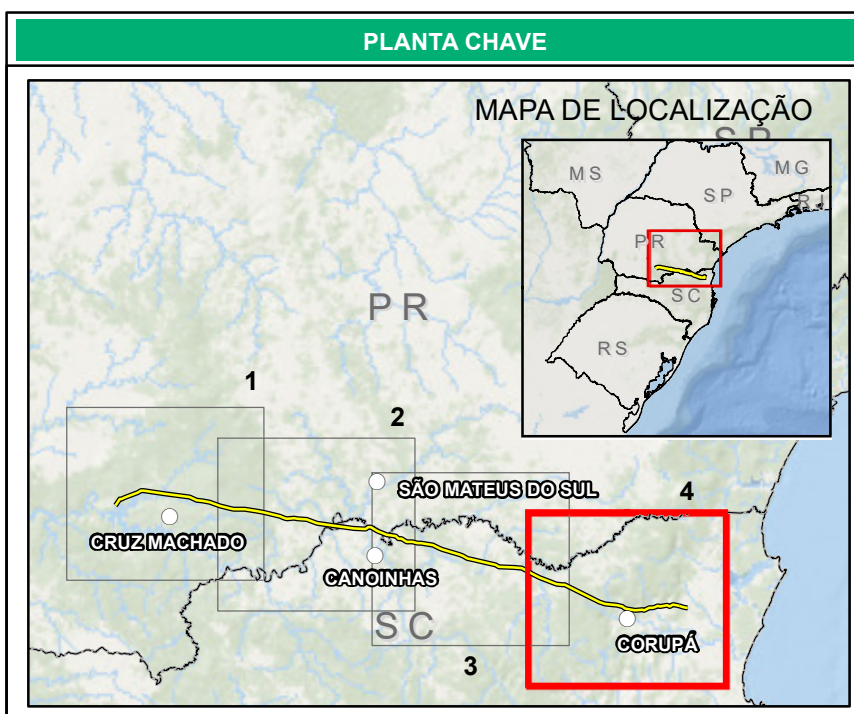 PLANTA CHAVE
MAPA DE LOCALIZAÇÃO
SP
MS
MG
SP
RJ
PR
SC
RS
PR
1
2
SÃO MATEUS DO SUL
4
CRUZ MACHADO
CANOINHAS
SC
CORUPÁ
3